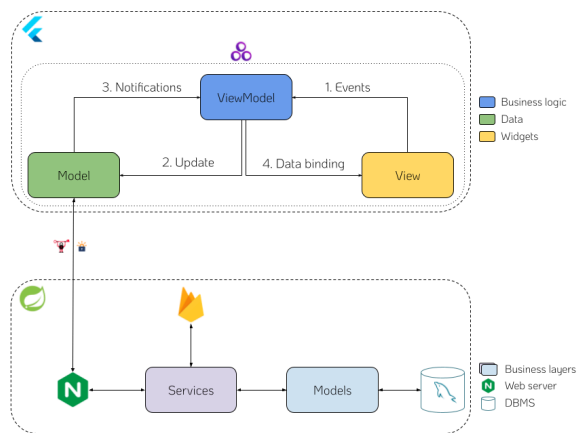 3. Notifications
ViewModel
1. Events
Business logic
Data
Widgets
2. Update
4. Data binding
Model
View
N
Services
Models
Business layers
N
Web server
DBMS